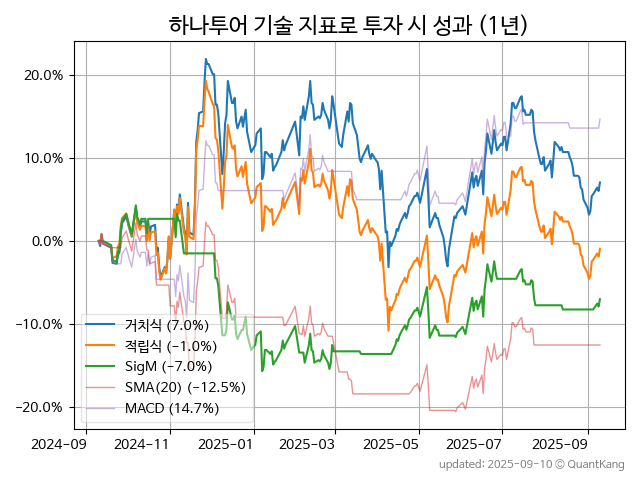 하나투어 기술 지표로 투자 시 성과 (1년)
20.0%
10.0%
0.0%
−10.0%
−20.0%
거치식 (7.0%)
적립식 (−1.0%)
SigM (−7.0%)
SMA(20) (−12.5%)
MACD (14.7%)
2024-09 2024-11 2025-01 2025-03 2025-05 2025-07 2025-09
updated: 2025-09-10 © QuantKang